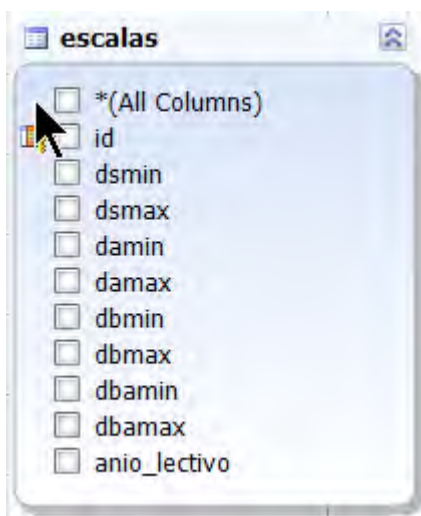 escalas
*(All Columns)
id
dsmin
dsmax
damin
damax
dbmin
dbmax
dbamin
dbamax
anio_lectivo